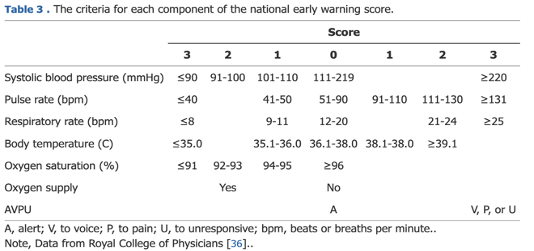 Table 3 . The criteria for each component of the national early warning score.
Score
3 2 1 0 1 2 3
Systolic blood pressure (mmHg) ≤90 91-100 101-110 111-219 ≥220
Pulse rate (bpm) ≤40 41-50 51-90 91-110 111-130 ≥131
Respiratory rate (bpm) ≤8 9-11 12-20 21-24 ≥25
Body temperature (C) ≤35.0 35.1-36.0 36.1-38.0 38.1-38.0 ≥39.1
Oxygen saturation (%) ≤91 92-93 94-95 ≥96
Oxygen supply Yes No
AVPU A V, P, or U
A, alert; V, to voice; P, to pain; U, to unresponsive; bpm, beats or breaths per minute..
Note, Data from Royal College of Physicians [36]..